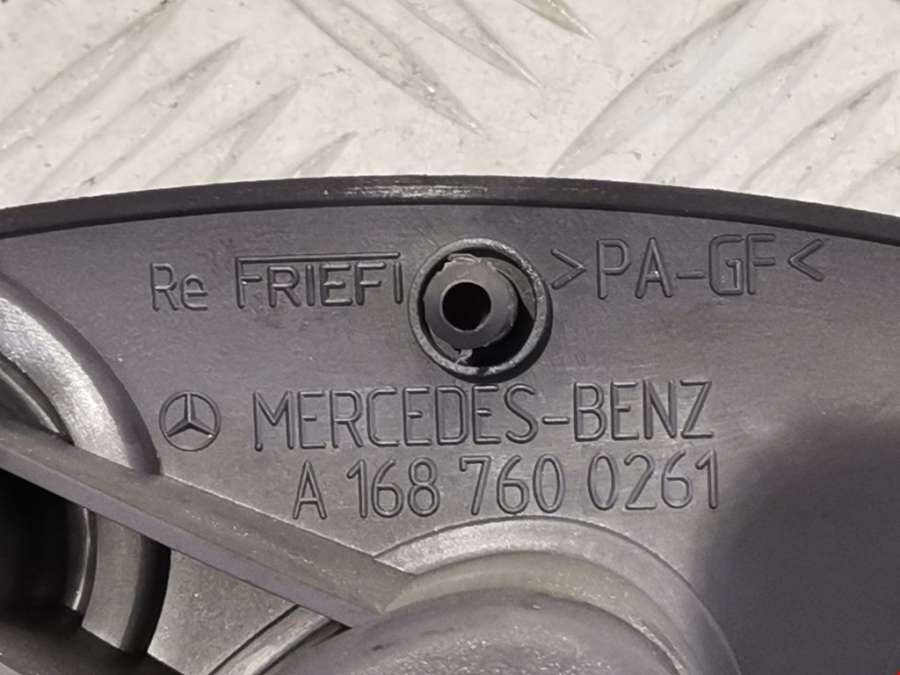 Re FRIEFI >PA-GF<
MERCEDES-BENZ
A 168 760 0261